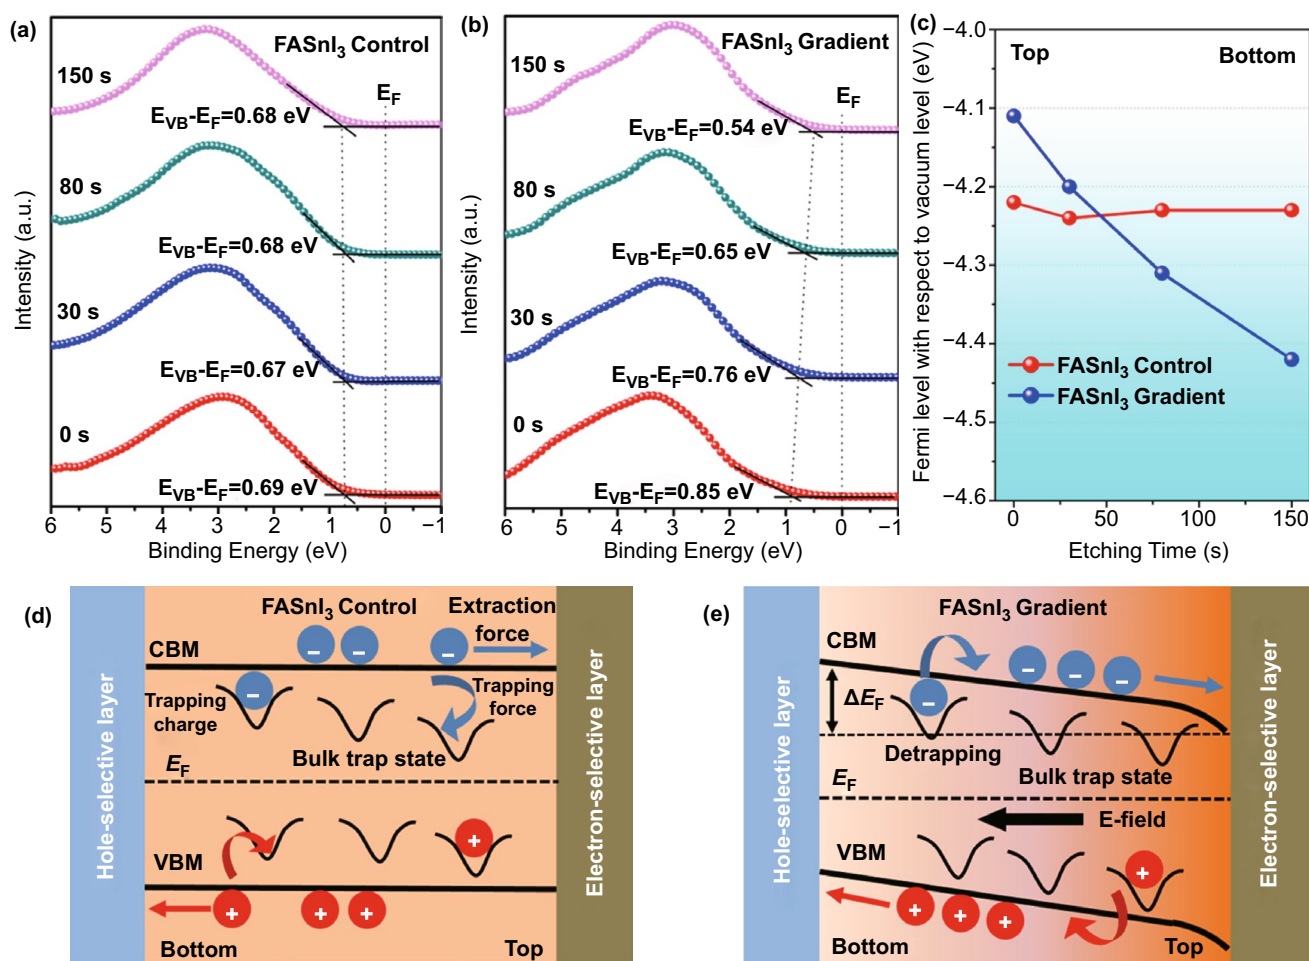 (a)
FASnI3 Control
150 s
EF
EVB-EF=0.68 eV
80 s
EVB-EF=0.68 eV
30 s
EVB-EF=0.67 eV
0 s
EVB-EF=0.69 eV
Intensity (a.u.)
6 5 4 3 2 1 0 −1
Binding Energy (eV)
(b)
FASnI3 Gradient
150 s
EF
EVB-EF=0.54 eV
80 s
EVB-EF=0.65 eV
30 s
EVB-EF=0.76 eV
0 s
EVB-EF=0.85 eV
Intensity (a.u.)
6 5 4 3 2 1 0 −1
Binding Energy (eV)
(c)
Fermi level with respect to vacuum level (eV)
−4.0
−4.1
−4.2
−4.3
−4.4
−4.5
−4.6
Top Bottom
FASnI3 Control
FASnI3 Gradient
0 50 100 150
Etching Time (s)
(d)
Hole-selective layer
FASnI3 Control
Extraction
force
CBM
− − −
−
Trapping
charge
Trapping
force
Bulk trap state
EF
+
VBM
+ + +
Bottom Top
Electron-selective layer
(e)
Hole-selective layer
FASnI3 Gradient
CBM
− − −
−
ΔEF
Detrapping
Bulk trap state
EF
E-field
VBM
+
+ + +
Bottom Top
Electron-selective layer